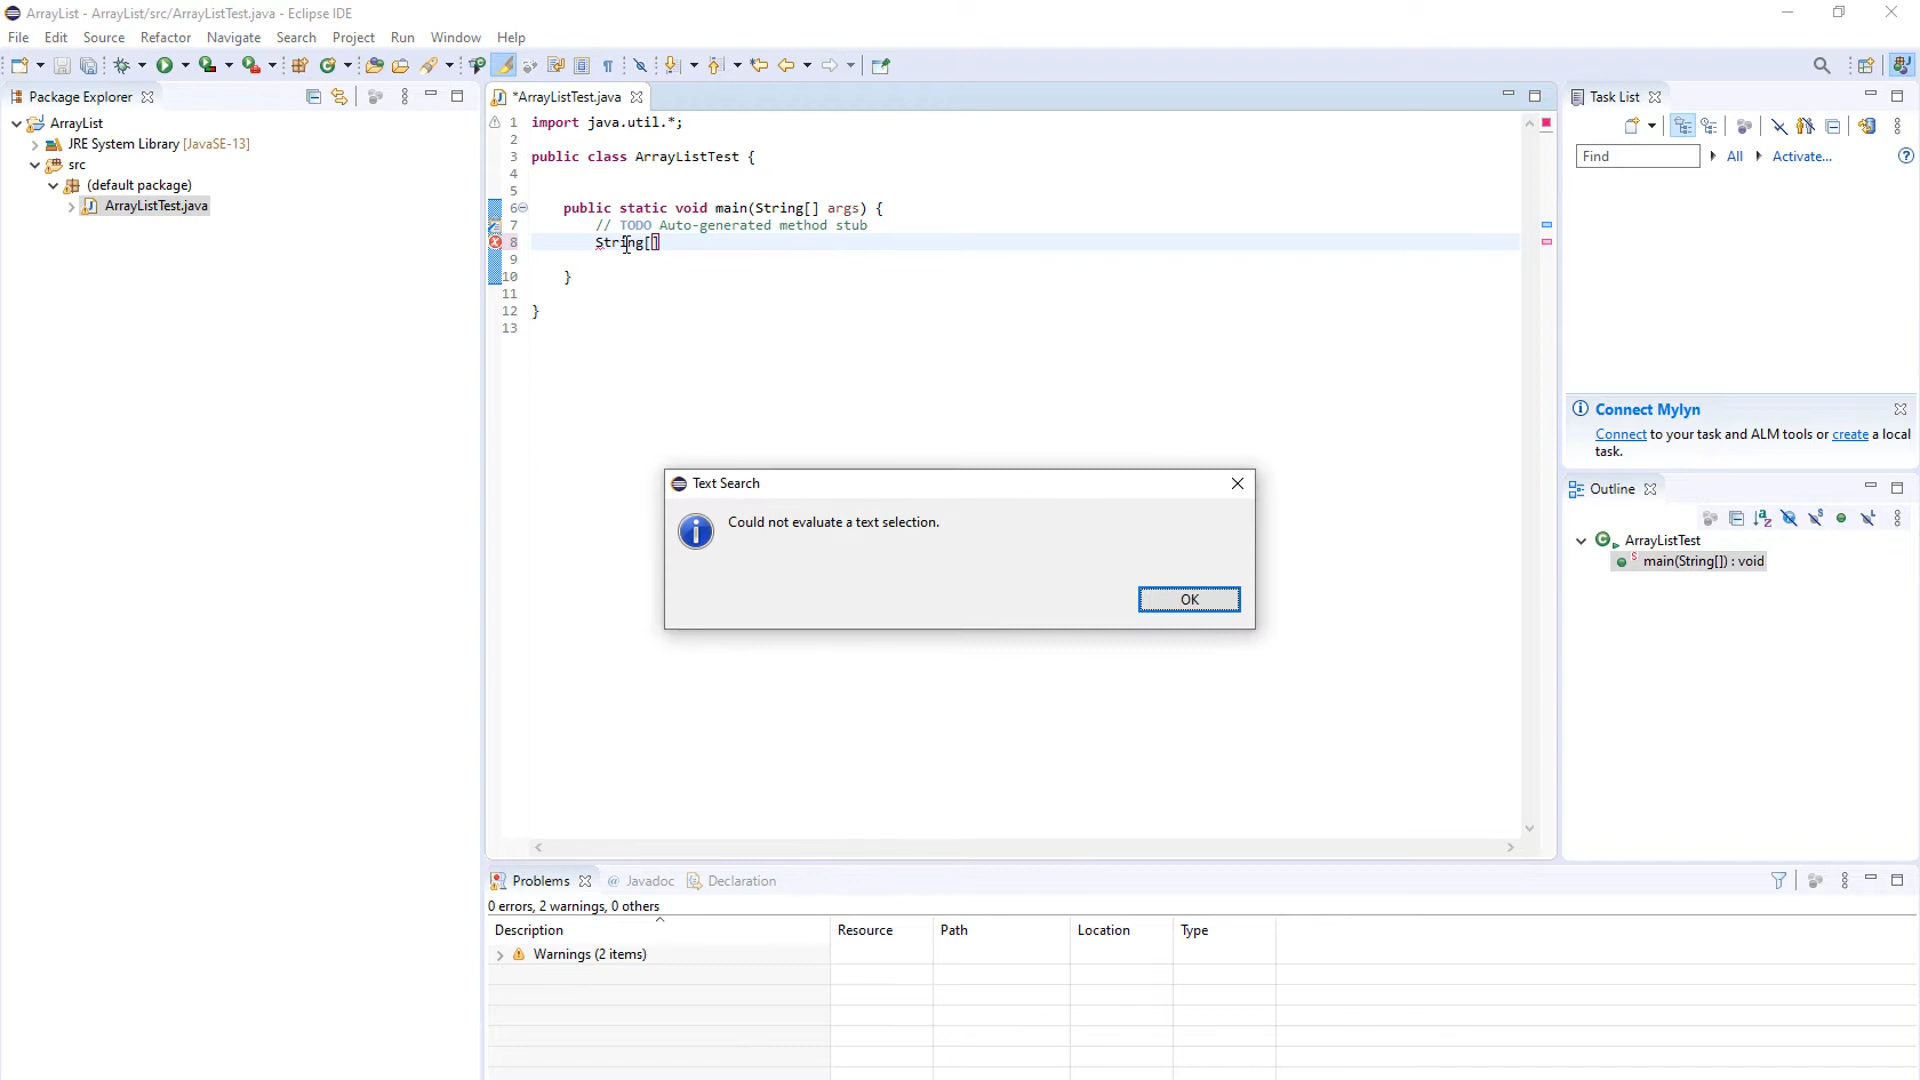 ArrayList - ArrayList/src/ArrayListTest.java - Eclipse IDE
File Edit Source Refactor Navigate Search Project Run Window Help
Package Explorer
ArrayList
JRE System Library [JavaSE-13]
src
(default package)
ArrayListTest.java
*ArrayListTest.java
1 import java.util.*;
2
3 public class ArrayListTest {
4
5
6 public static void main(String[] args) {
7 // TODO Auto-generated method stub
8 String[]
9
10 }
11
12 }
13
Text Search
Could not evaluate a text selection.
OK
Task List
Find All Activate...
Connect Mylyn
Connect to your task and ALM tools or create a local
task.
Outline
ArrayListTest
main(String[]) : void
Problems Javadoc Declaration
0 errors, 2 warnings, 0 others
Description Resource Path Location Type
Warnings (2 items)